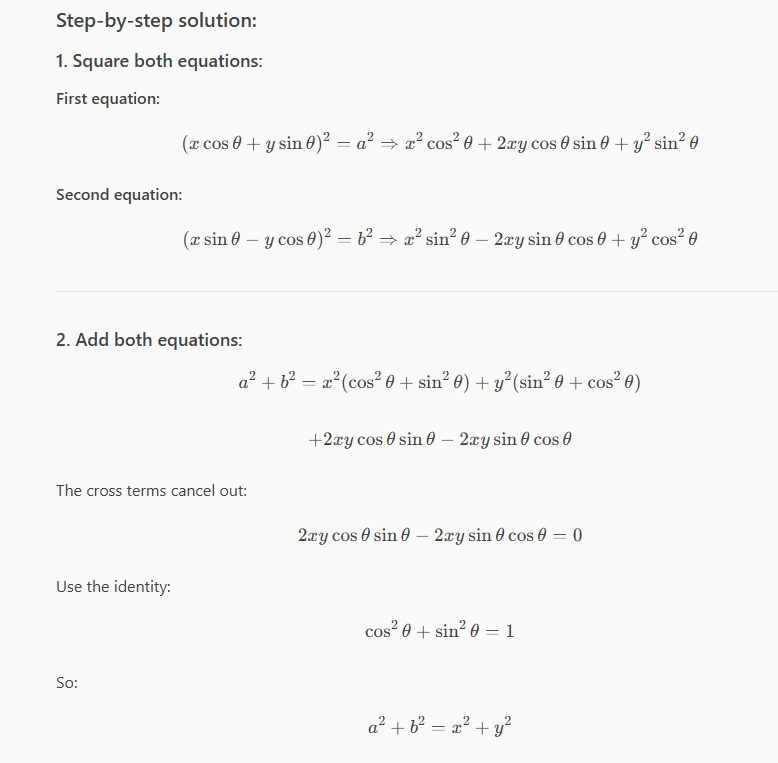 Step-by-step solution:
1. Square both equations:
First equation:
(x cos θ + y sin θ)² = a² ⇒ x² cos² θ + 2xy cos θ sin θ + y² sin² θ
Second equation:
(x sin θ − y cos θ)² = b² ⇒ x² sin² θ − 2xy sin θ cos θ + y² cos² θ
2. Add both equations:
a² + b² = x²(cos² θ + sin² θ) + y²(sin² θ + cos² θ)
+2xy cos θ sin θ − 2xy sin θ cos θ
The cross terms cancel out:
2xy cos θ sin θ − 2xy sin θ cos θ = 0
Use the identity:
cos² θ + sin² θ = 1
So:
a² + b² = x² + y²